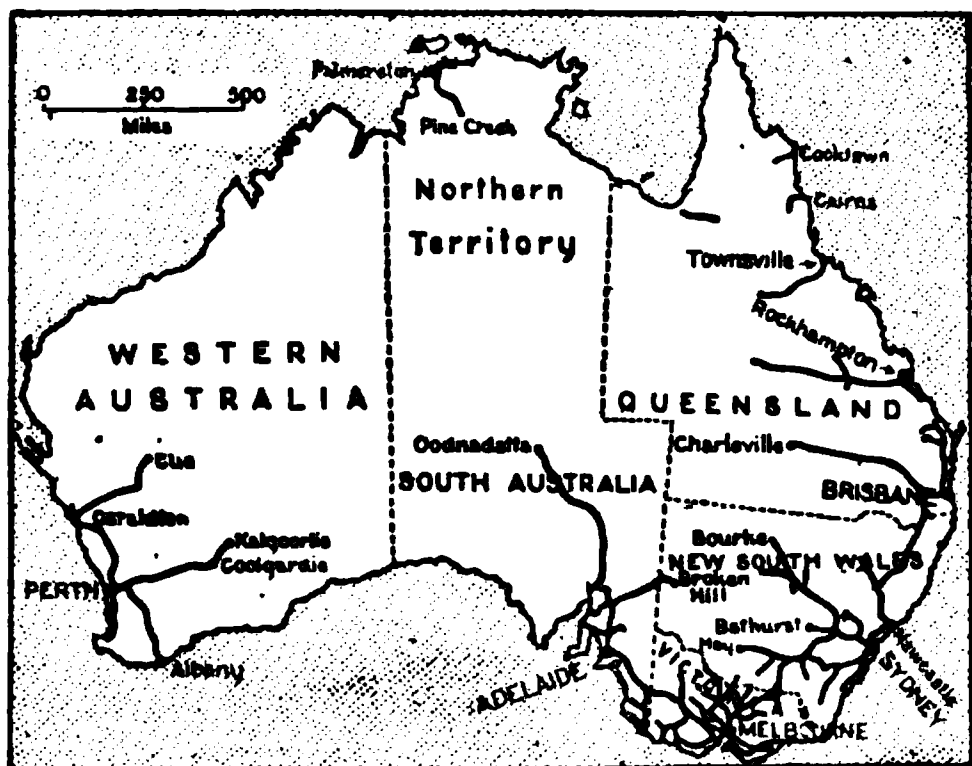 Palmerston
0 250 500
Miles
Pine Creek
Cooktown
Northern
Territory
Cairns
Townsville
Rockhampton
WESTERN
AUSTRALIA
QUEENSLAND
Oodnadatta
Charleville
Cue
SOUTH AUSTRALIA
BRISBANE
Geraldton
Kalgoorlie
Coolgardie
Bourke
NEW SOUTH WALES
PERTH
Broken
Hill
Bathurst
Hay
Newcastle
SYDNEY
Albany
VICTORIA
ADELAIDE
MELBOURNE